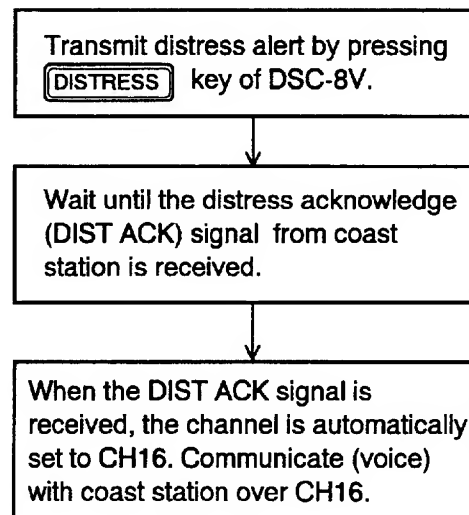 Transmit distress alert by pressing
DISTRESS key of DSC-8V.
Wait until the distress acknowledge
(DIST ACK) signal from coast
station is received.
When the DIST ACK signal is
received, the channel is automatically
set to CH16. Communicate (voice)
with coast station over CH16.